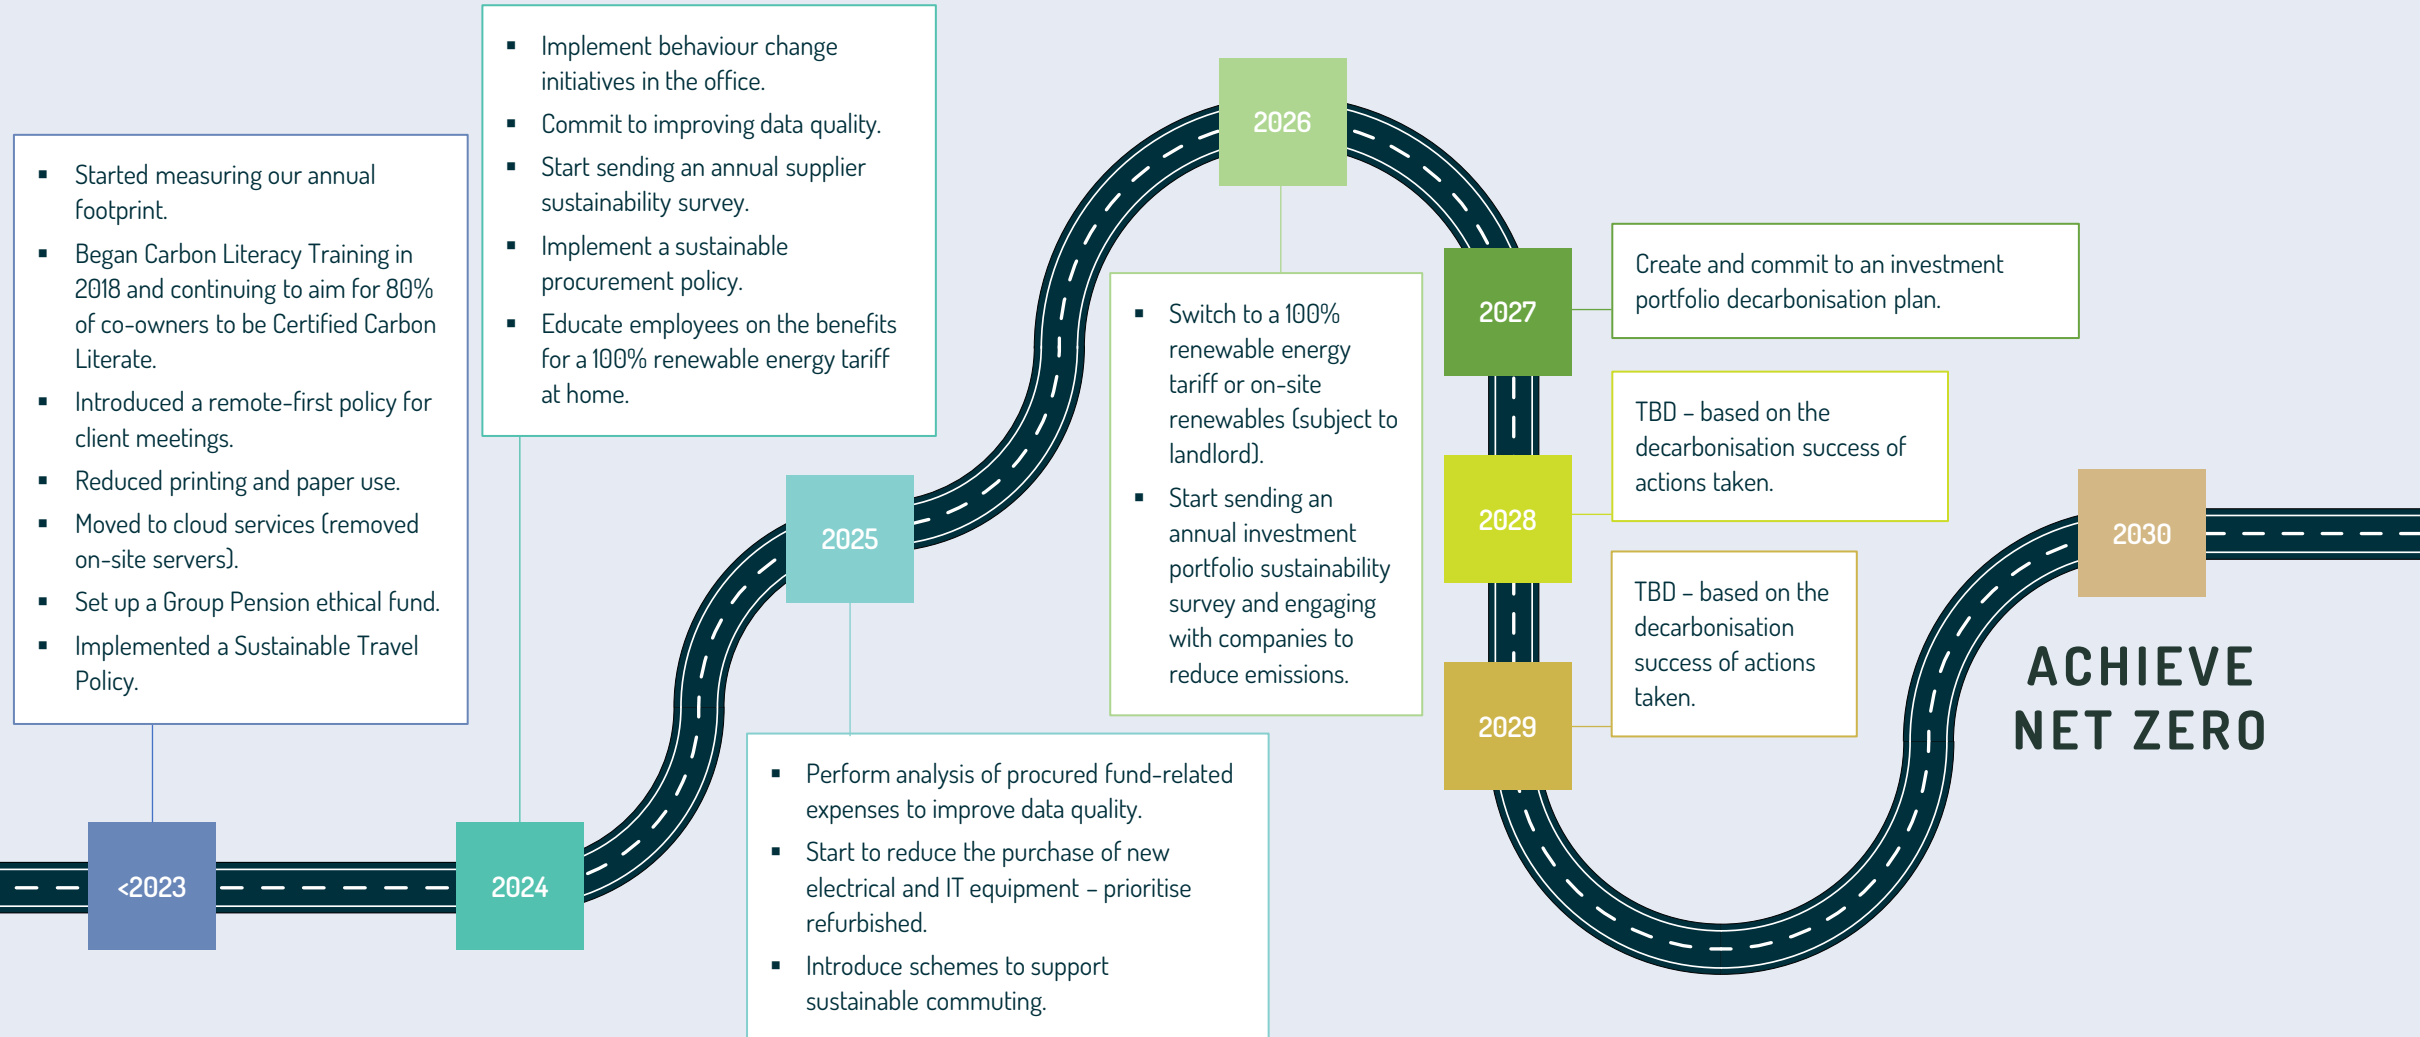 ▪ Started measuring our annual
footprint.
▪ Began Carbon Literacy Training in
2018 and continuing to aim for 80%
of co-owners to be Certified Carbon
Literate.
▪ Introduced a remote-first policy for
client meetings.
▪ Reduced printing and paper use.
▪ Moved to cloud services (removed
on-site servers).
▪ Set up a Group Pension ethical fund.
▪ Implemented a Sustainable Travel
Policy.
<2023
▪ Implement behaviour change
initiatives in the office.
▪ Commit to improving data quality.
▪ Start sending an annual supplier
sustainability survey.
▪ Implement a sustainable
procurement policy.
▪ Educate employees on the benefits
for a 100% renewable energy tariff
at home.
2024
2025
▪ Perform analysis of procured fund-related
expenses to improve data quality.
▪ Start to reduce the purchase of new
electrical and IT equipment – prioritise
refurbished.
▪ Introduce schemes to support
sustainable commuting.
2026
▪ Switch to a 100%
renewable energy
tariff or on-site
renewables (subject to
landlord).
▪ Start sending an
annual investment
portfolio sustainability
survey and engaging
with companies to
reduce emissions.
2027
Create and commit to an investment
portfolio decarbonisation plan.
2028
TBD – based on the
decarbonisation success of
actions taken.
2029
TBD – based on the
decarbonisation
success of actions
taken.
2030
ACHIEVE
NET ZERO